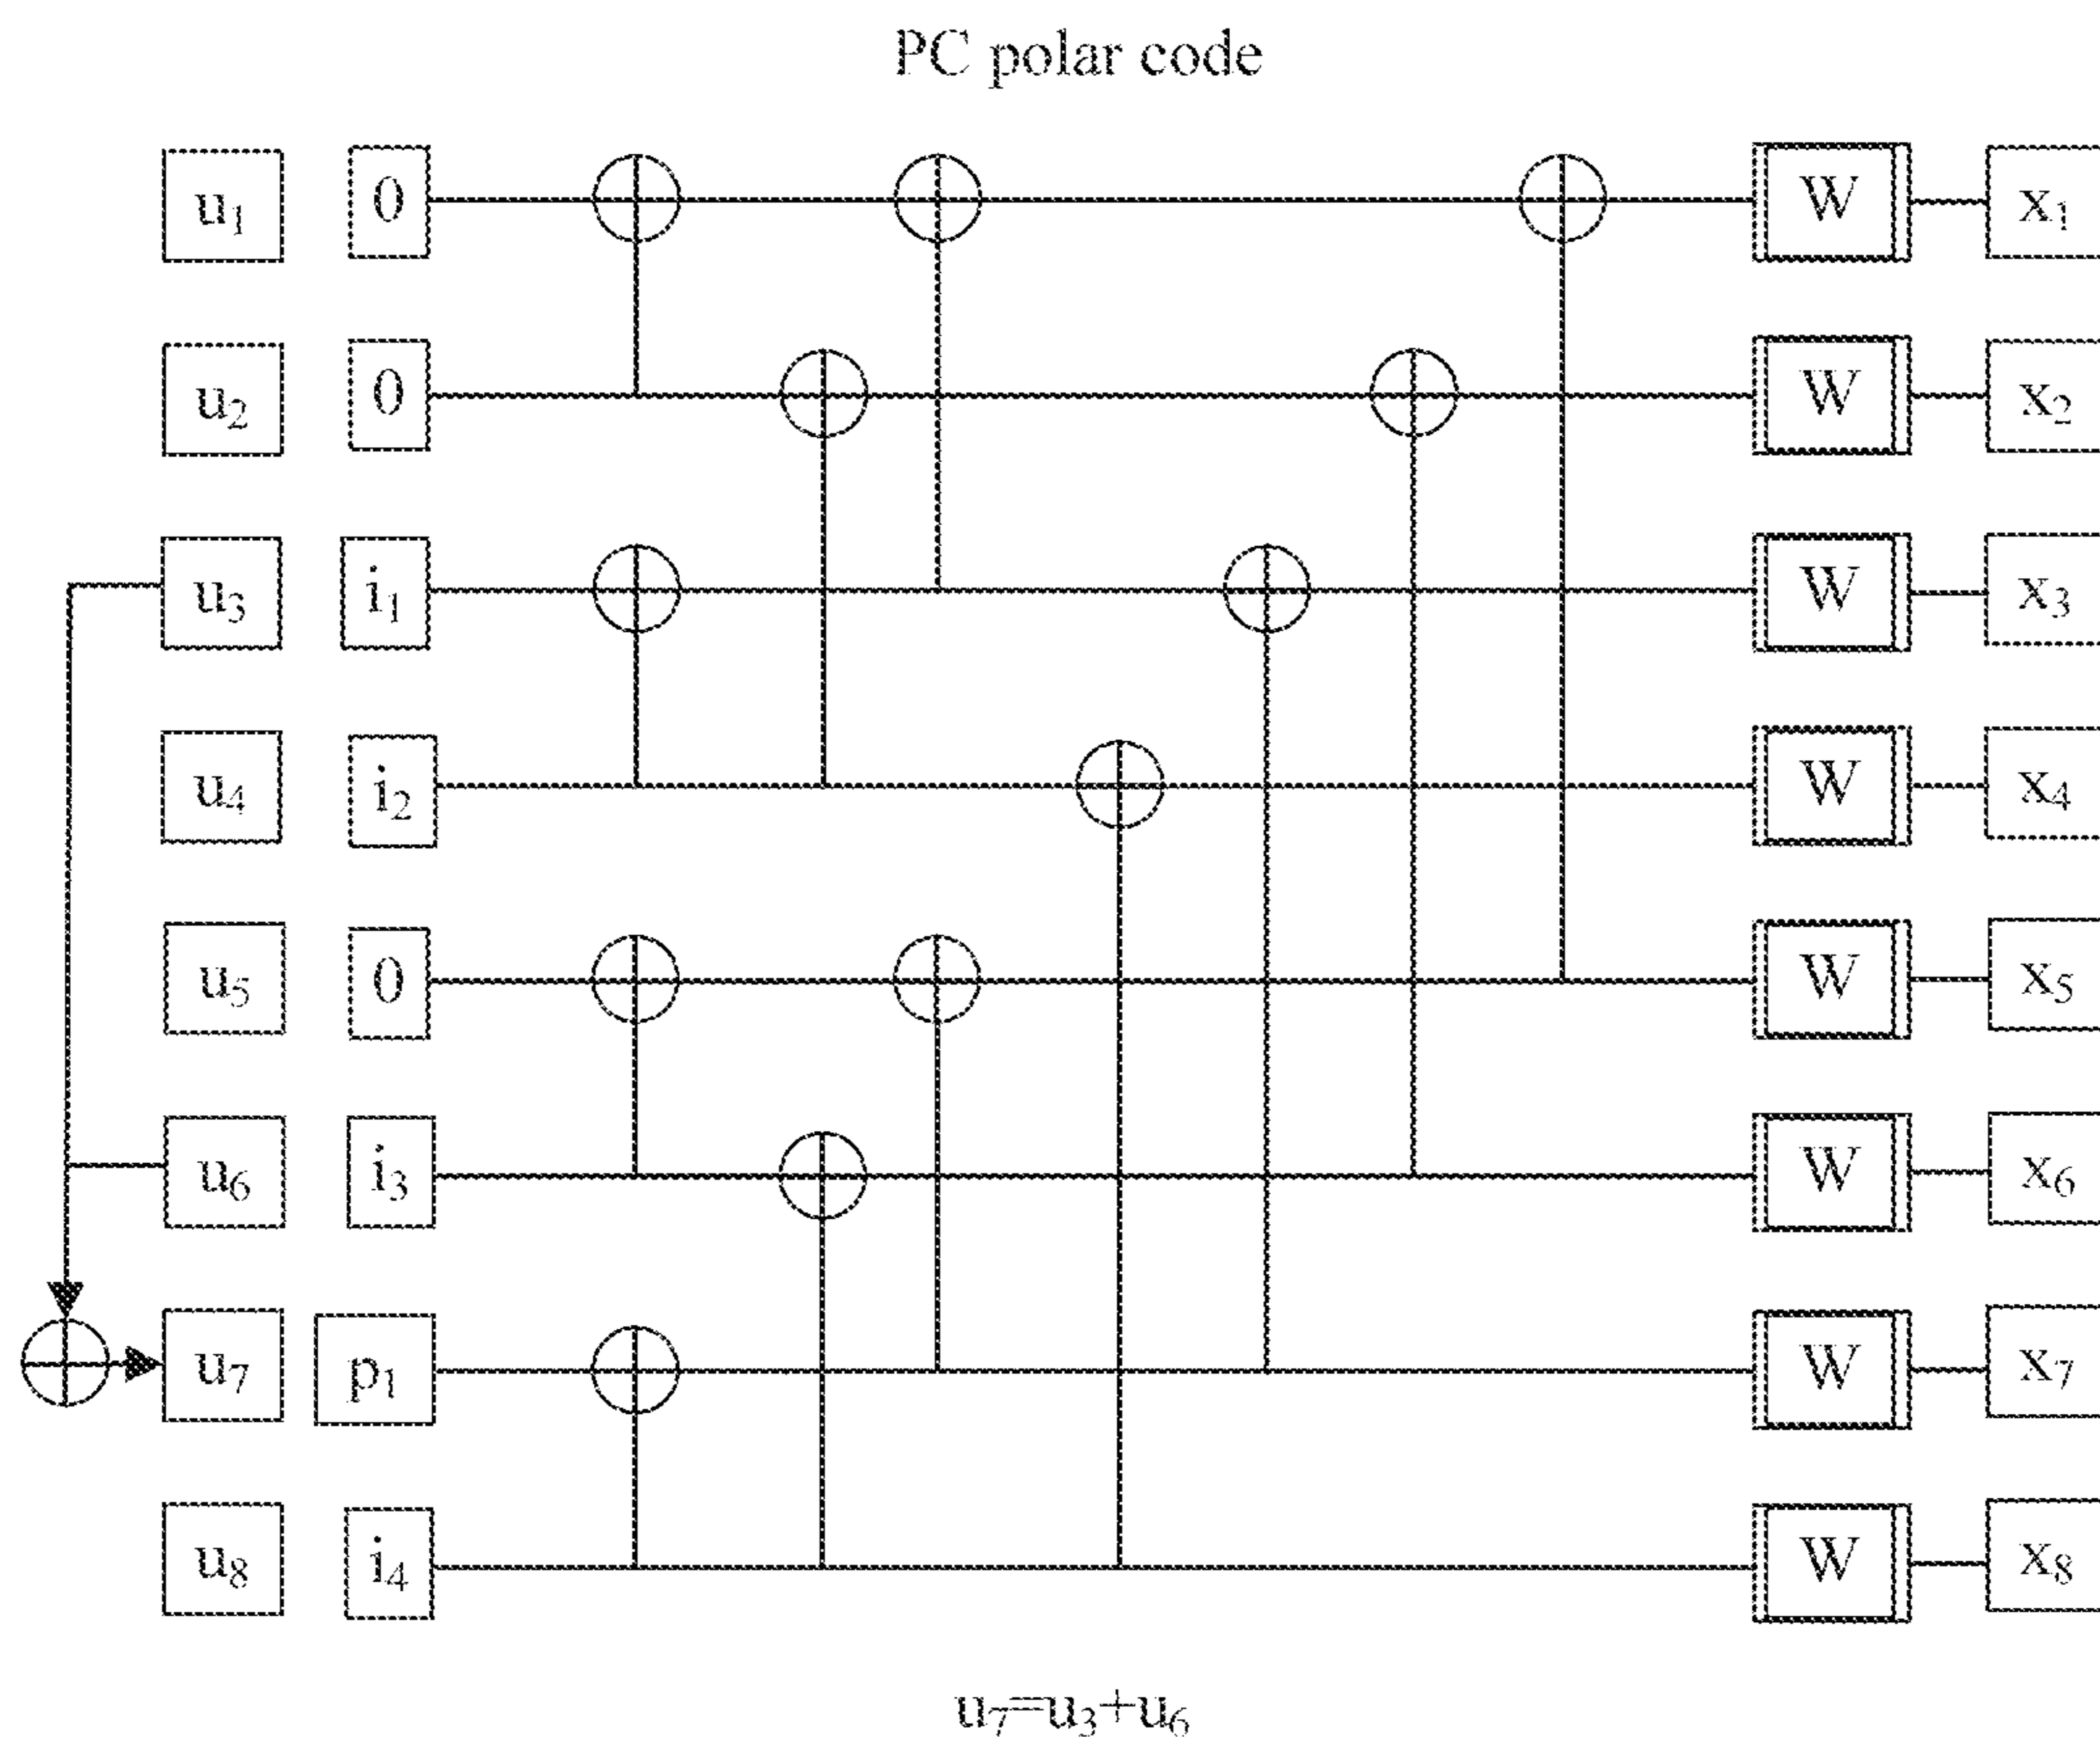 PC polar code
u₁ 0 W x₁
u₂ 0 W x₂
u₃ i₁ W x₃
u₄ i₂ W x₄
u₅ 0 W x₅
u₆ i₃ W x₆
u₇ p₁ W x₇
u₈ i₄ W x₈
u₇=u₃+u₆